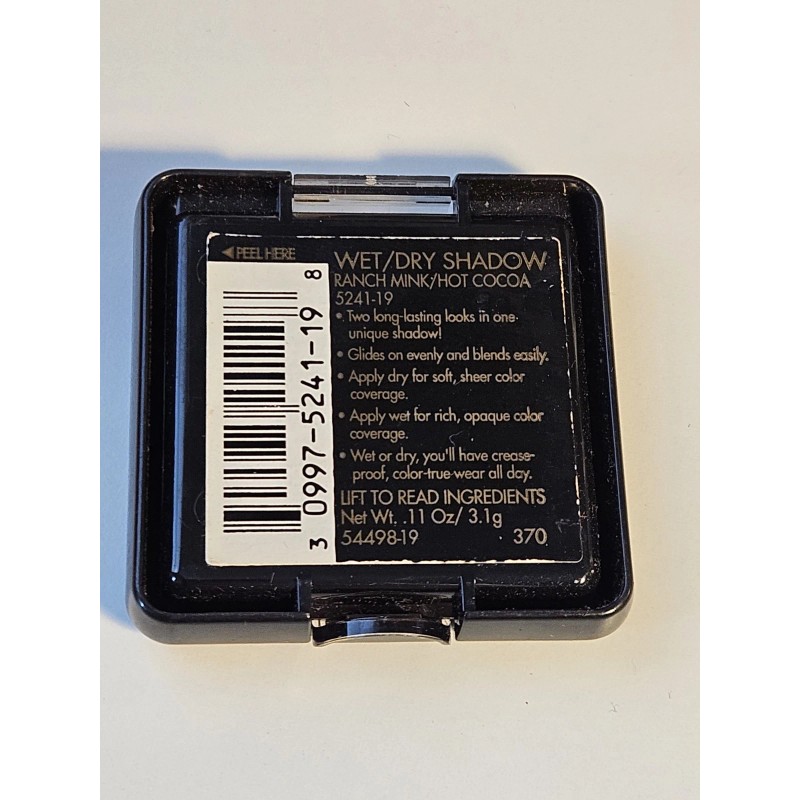 ◀PEEL HERE
WET/DRY SHADOW
RANCH MINK/HOT COCOA
5241-19
• Two long-lasting looks in one-
unique shadow!
• Glides on evenly and blends easily.
• Apply dry for soft, sheer color
coverage.
• Apply wet for rich, opaque color
coverage.
• Wet or dry, you'll have crease-
proof, color-true wear all day.
LIFT TO READ INGREDIENTS
Net Wt. .11 Oz/ 3.1g
54498-19 370
3 0997-5241-19 8